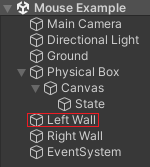 Mouse Example
Main Camera
Directional Light
Ground
Physical Box
Canvas
State
Left Wall
Right Wall
EventSystem